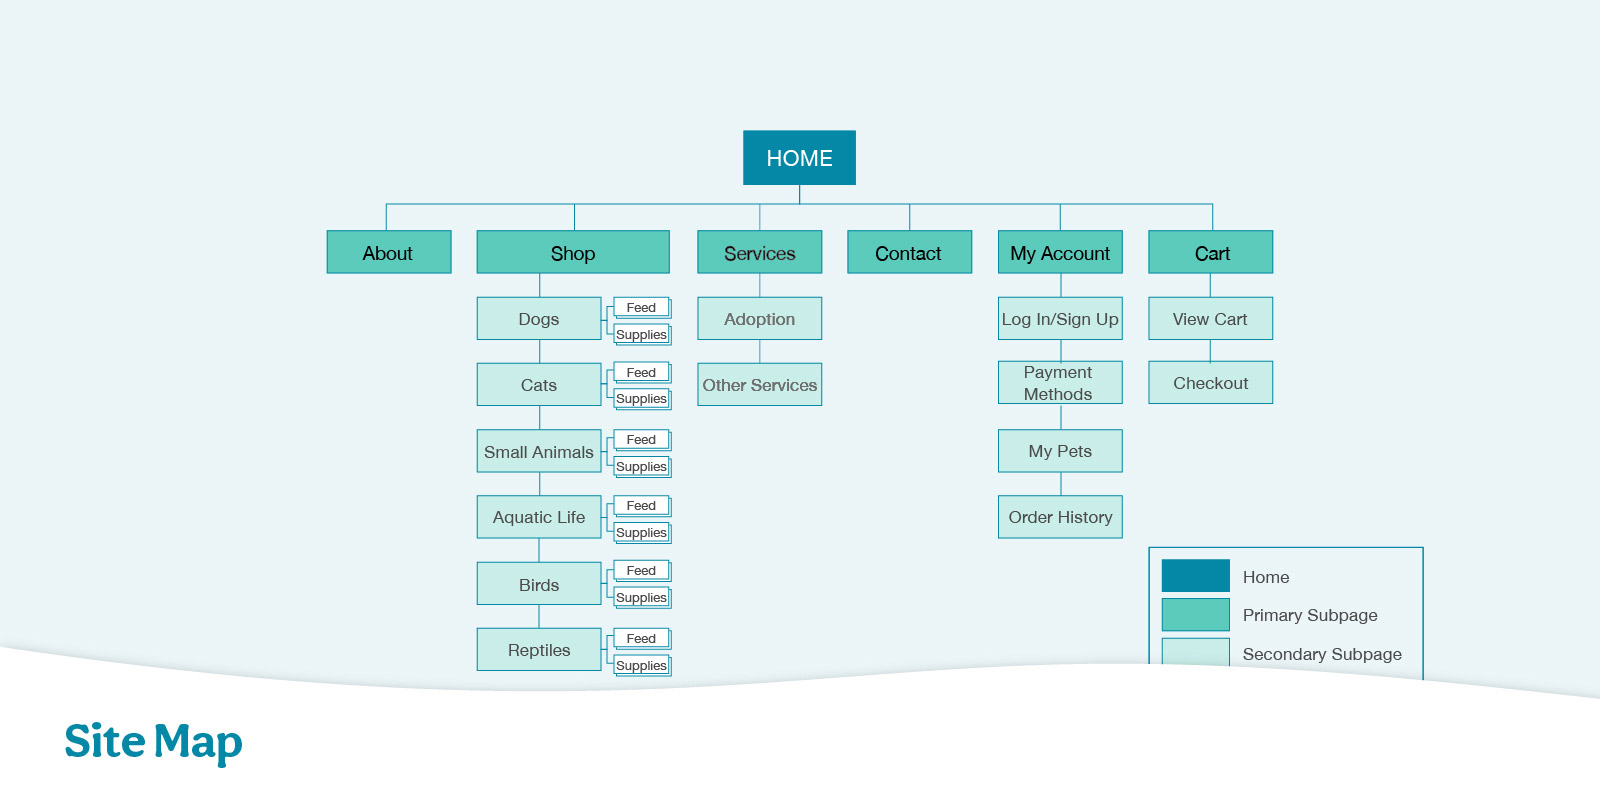 HOME
About
Shop
Services
Contact
My Account
Cart
Dogs
Feed
Supplies
Cats
Feed
Supplies
Small Animals
Feed
Supplies
Aquatic Life
Feed
Supplies
Birds
Feed
Supplies
Reptiles
Feed
Supplies
Adoption
Other Services
Log In/Sign Up
Payment
Methods
My Pets
Order History
View Cart
Checkout
Home
Primary Subpage
Secondary Subpage
Site Map